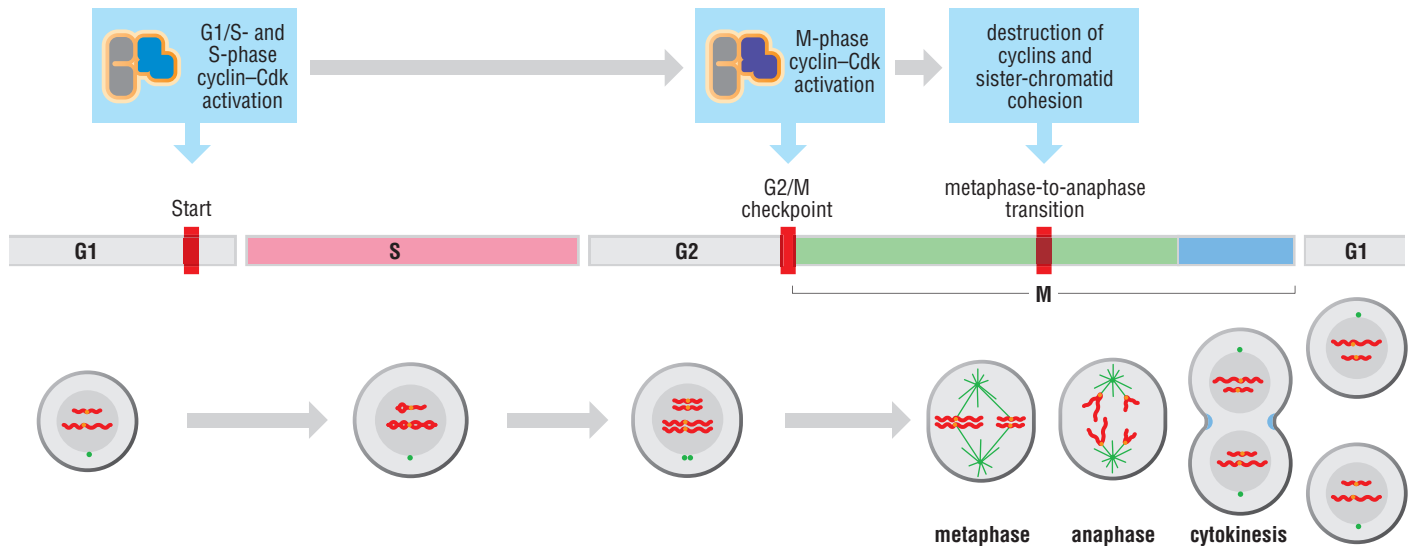 G1/S- and
S-phase
cyclin–Cdk
activation
M-phase
cyclin–Cdk
activation
destruction of
cyclins and
sister-chromatid
cohesion
Start
G2/M
checkpoint
metaphase-to-anaphase
transition
G1
S
G2
G1
M
metaphase
anaphase
cytokinesis